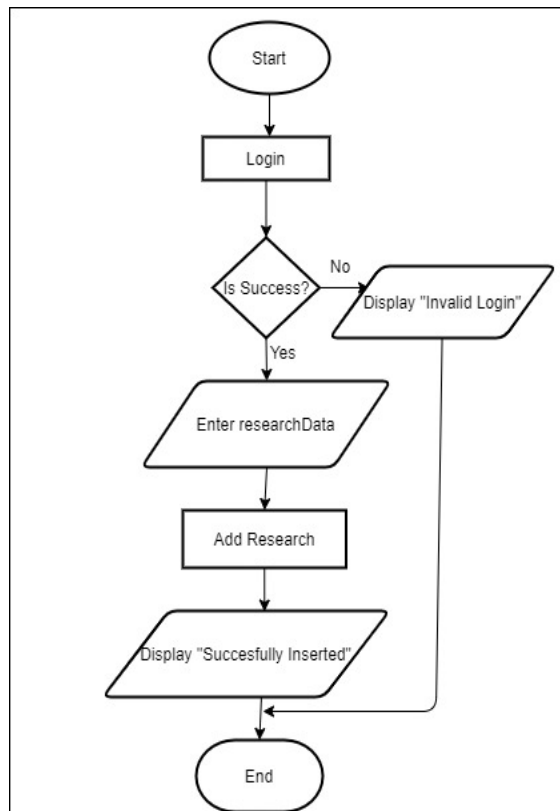 Start
Login
Is Success?
No
Display "Invalid Login"
Yes
Enter researchData
Add Research
Display "Succesfully Inserted"
End